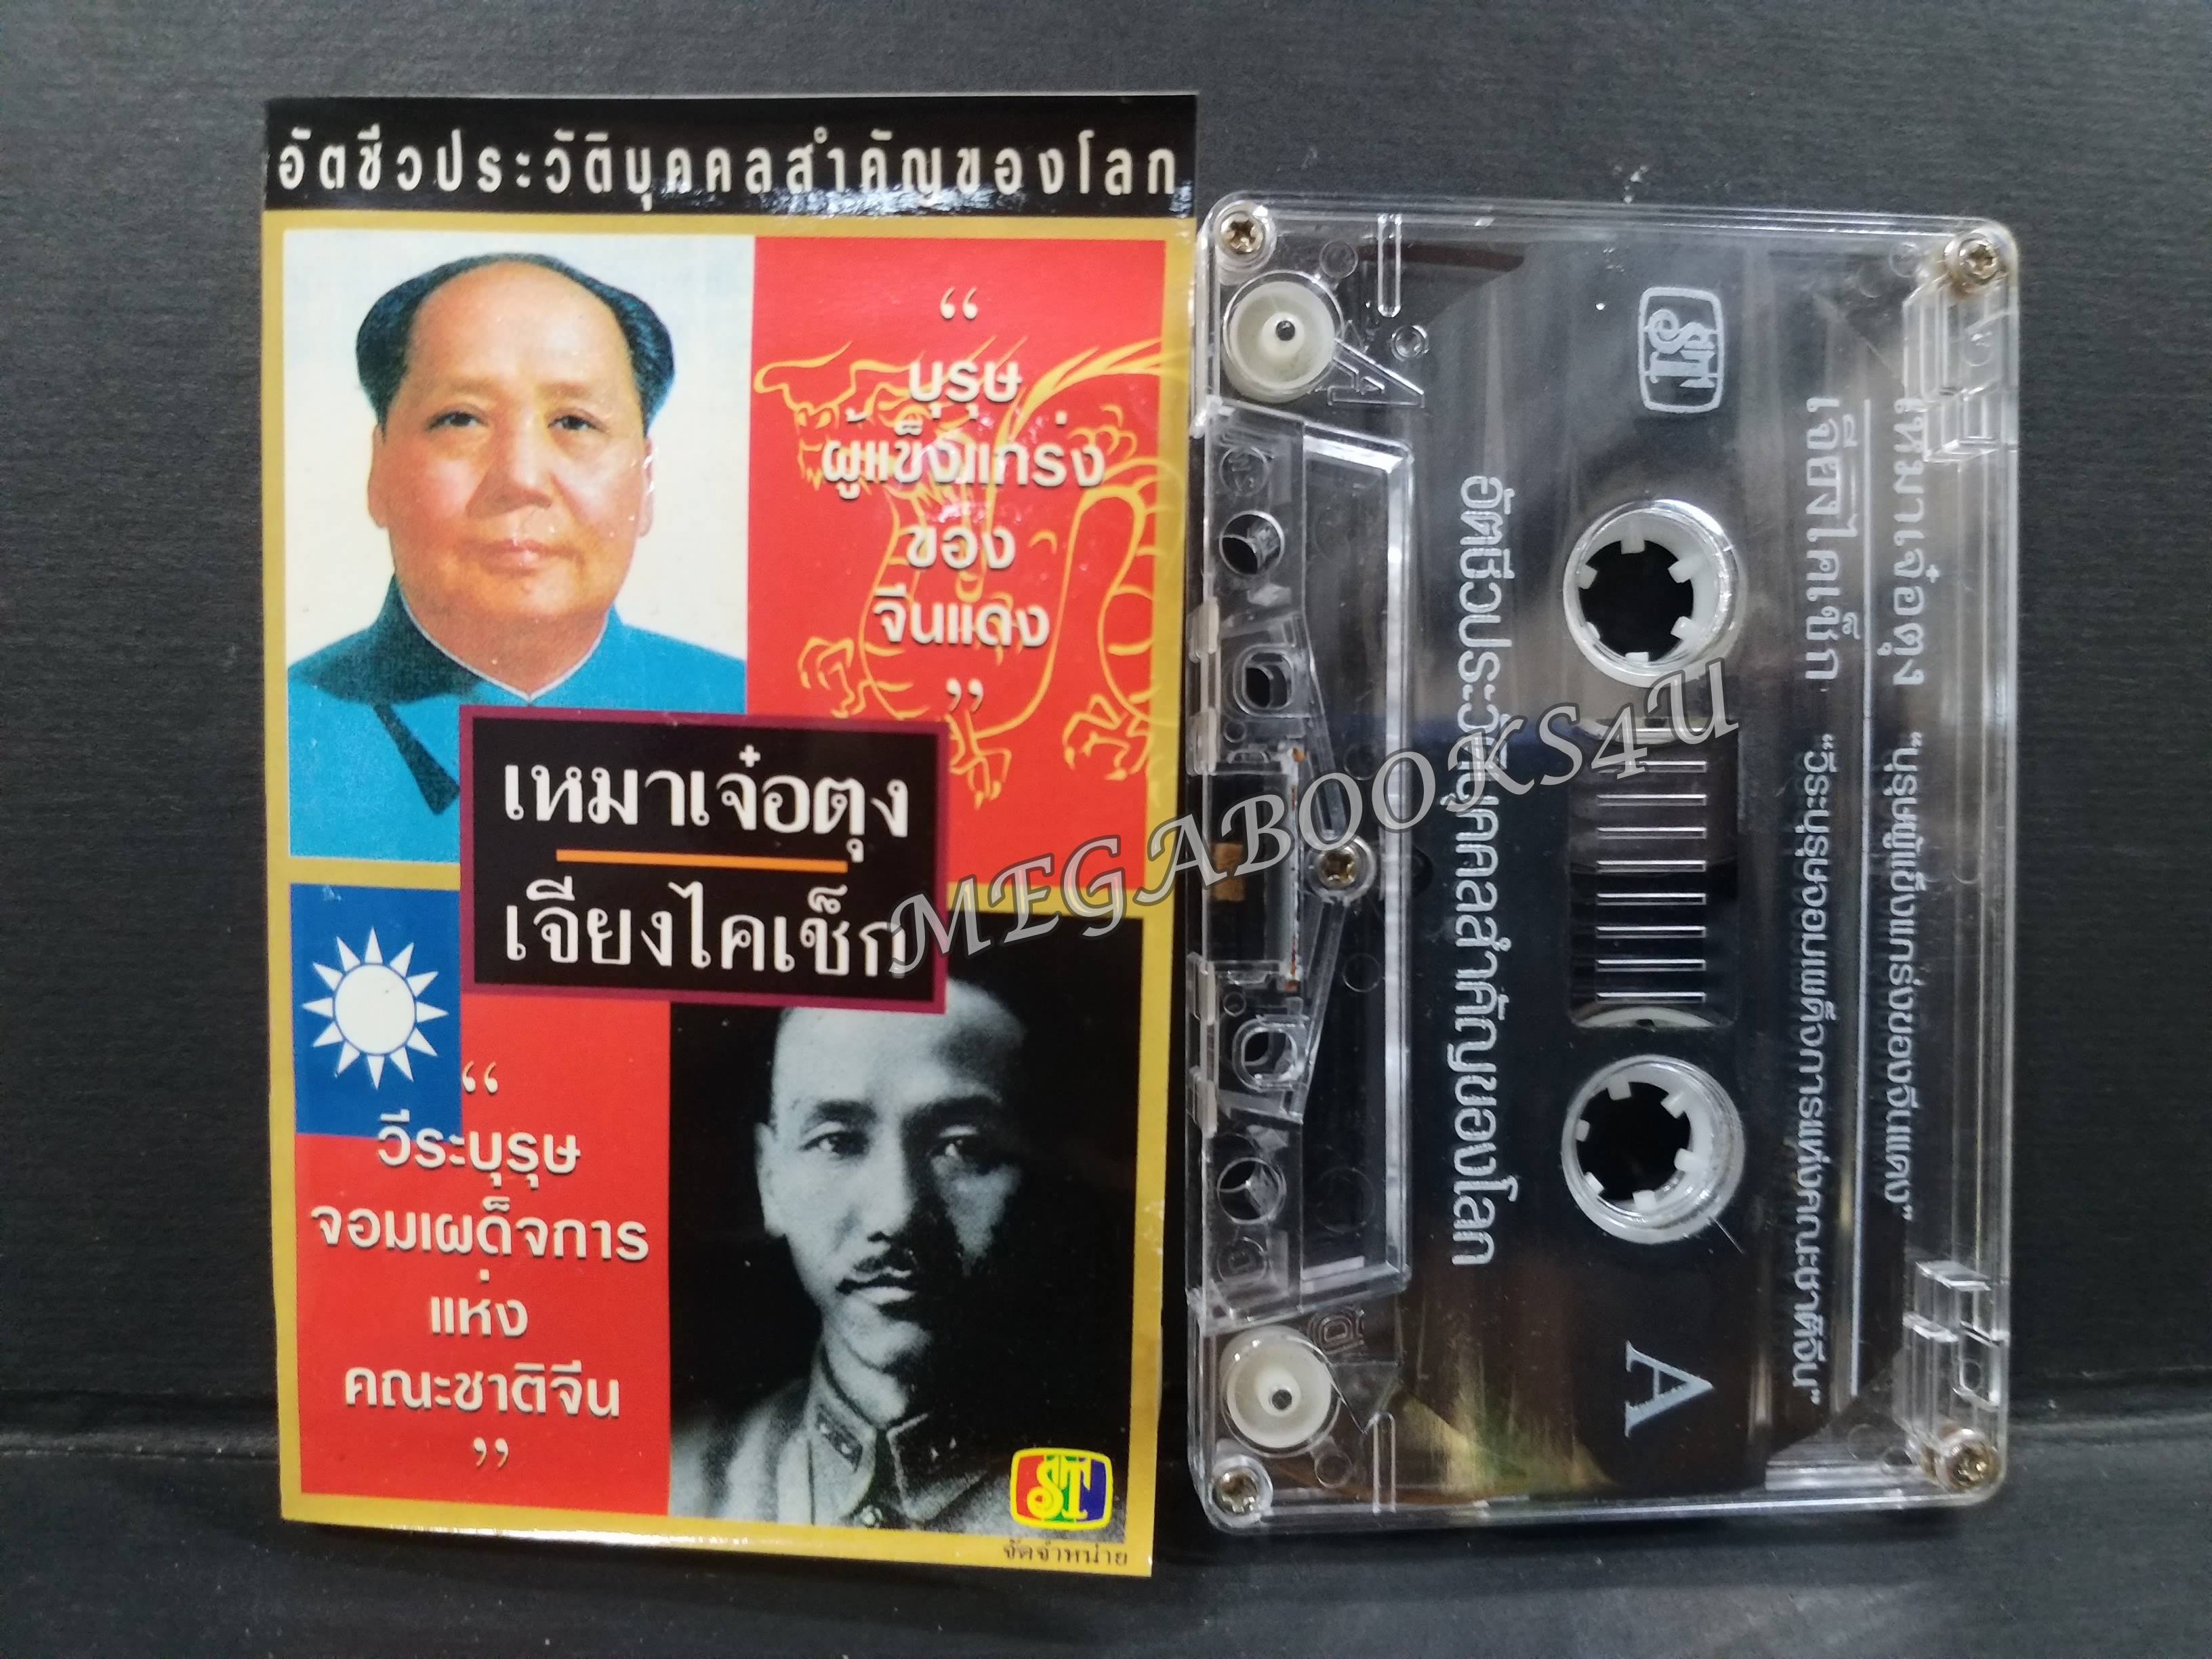 อัตชีวประวัติบุคคลสำคัญของโลก
“
บุรุษ
ผู้แข็งแกร่ง
ของ
จีนแดง
”
เหมาเจ๋อตุง
เจียงไคเช็ก
“
วีระบุรุษ
จอมเผด็จการ
แห่ง
คณะชาติจีน
”
ST
จัดจำหน่าย
ST
เหมาเจ๋อตุง “บุรุษผู้แข็งแกร่งของจีนแดง”
เจียงไคเช็ก “วีระบุรุษจอมเผด็จการแห่งคณะชาติจีน”
A
อัตชีวประวัติบุคคลสำคัญของโลก
A
MEGABOOKS4U